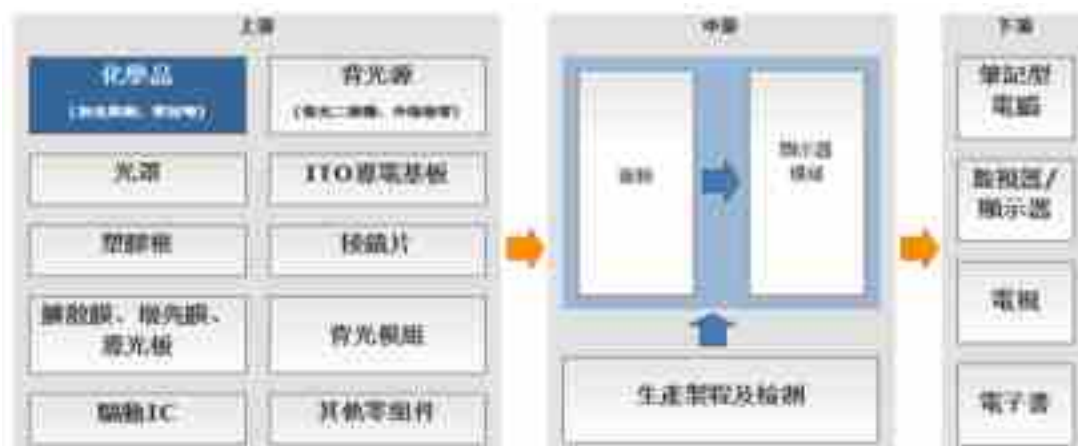 上游
化學品
背光源
光罩
ITO導電基板
塑膠框
稜鏡片
擴散膜、增亮膜、
導光板
背光模組
驅動IC
其他零組件
中游
面板
顯示器
模組
生產製程及檢測
下游
筆記型
電腦
監視器/
顯示器
電視
電子書